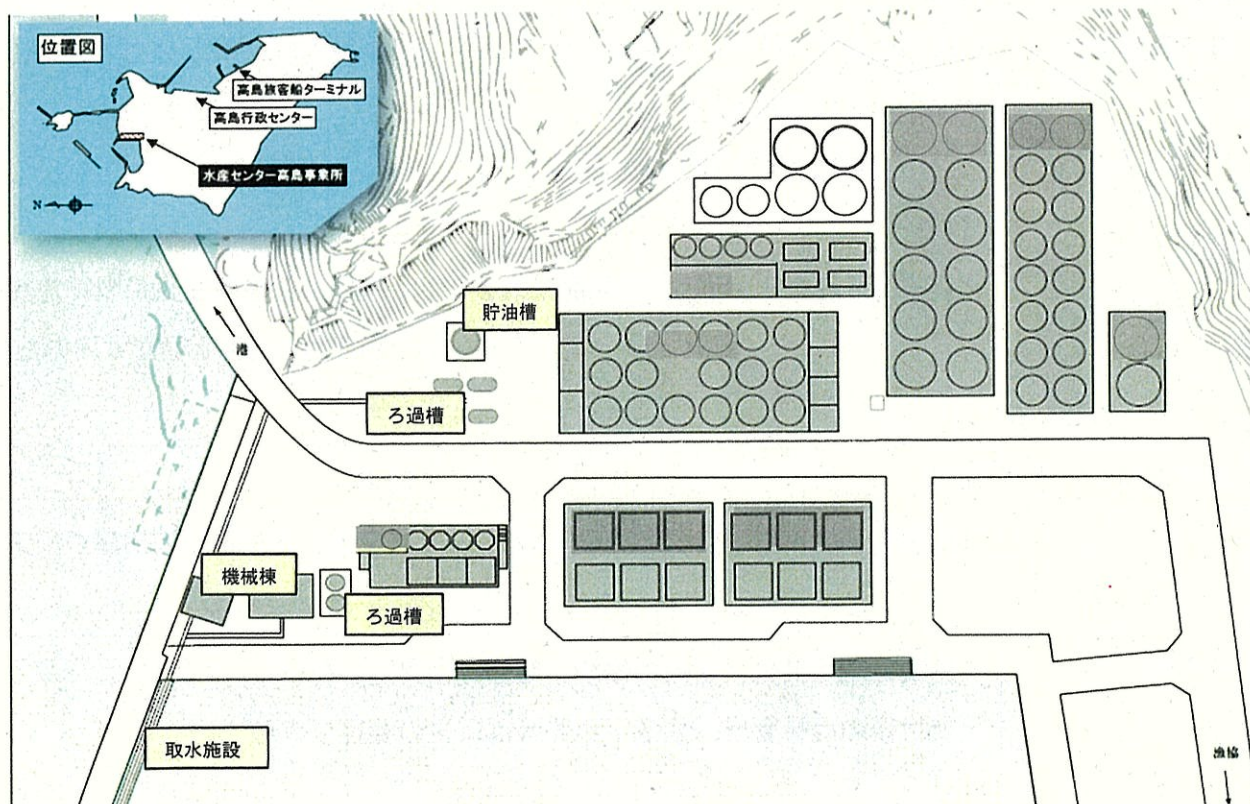 位置図
高島旅客船ターミナル
高島行政センター
水産センター高島事業所
N
貯油槽
港
ろ過槽
機械棟
ろ過槽
取水施設